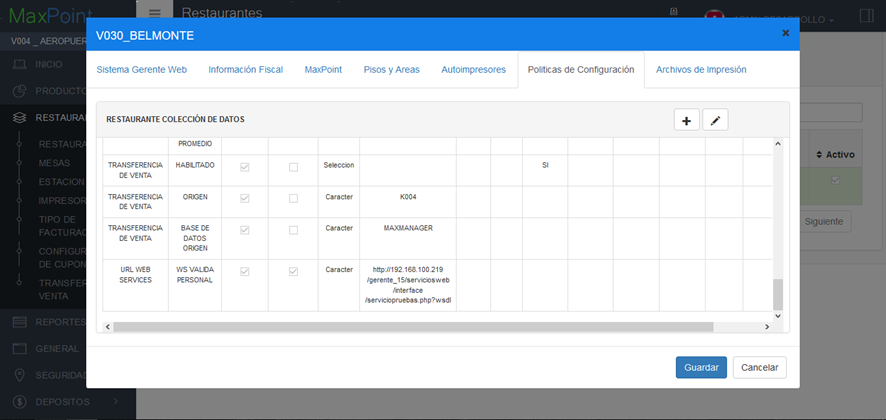 MaxPoint
Restaurantes
V004 _ AEROPUER
INICIO
PRODUCTO
RESTAURAN
RESTAURA
MESAS
ESTACION
IMPRESOR
TIPO DE
FACTURAC
CONFIGUR
DE CUPON
TRANSFER
VENTA
REPORTES
GENERAL
SEGURIDAD
DEPOSITOS
V030_BELMONTE
×
Sistema Gerente Web Información Fiscal MaxPoint Pisos y Areas Autoimpresores Politicas de Configuración Archivos de Impresión
RESTAURANTE COLECCIÓN DE DATOS
PROMEDIO
TRANSFERENCIA
DE VENTA
HABILITADO
Seleccion
SI
TRANSFERENCIA
DE VENTA
ORIGEN
Caracter
K004
TRANSFERENCIA
DE VENTA
BASE DE
DATOS
ORIGEN
Caracter
MAXMANAGER
URL WEB
SERVICES
WS VALIDA
PERSONAL
Caracter
http://192.168.100.219
/gerente_15/serviciosweb
/interface
/serviciopruebas.php?wsdl
Guardar Cancelar
Activo
Siguiente